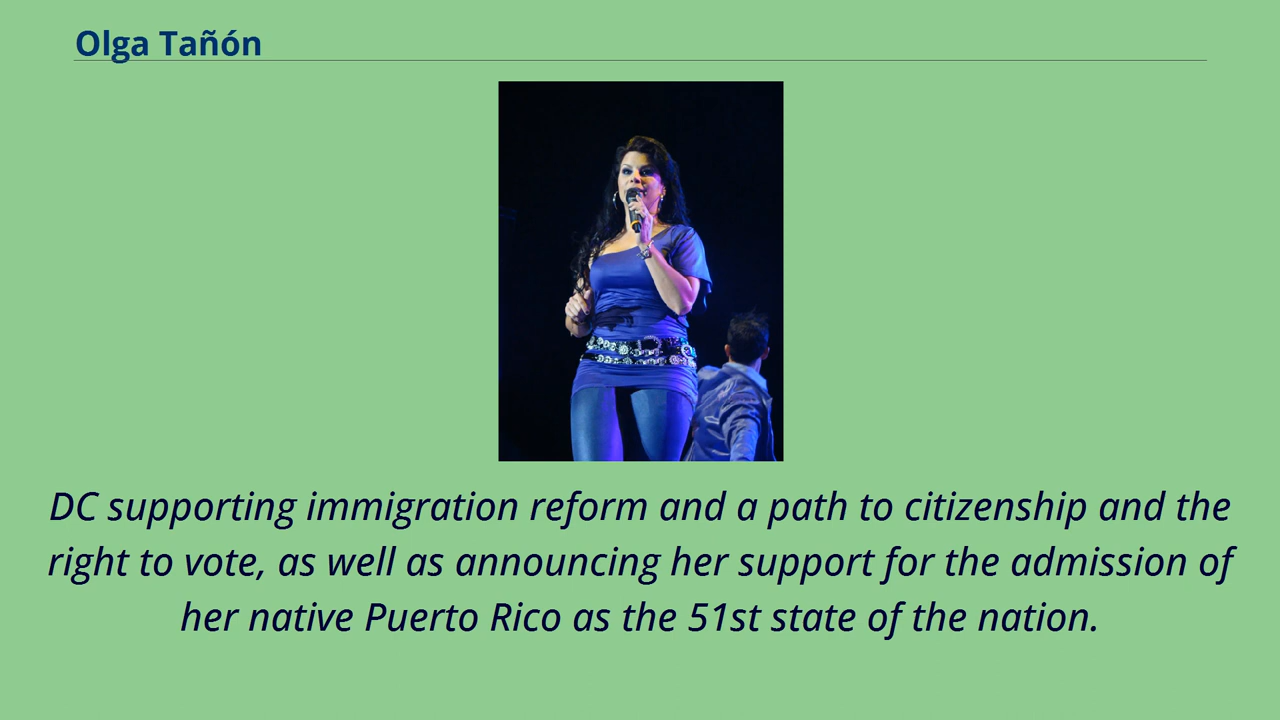 Olga Tañón
DC supporting immigration reform and a path to citizenship and the
right to vote, as well as announcing her support for the admission of
her native Puerto Rico as the 51st state of the nation.